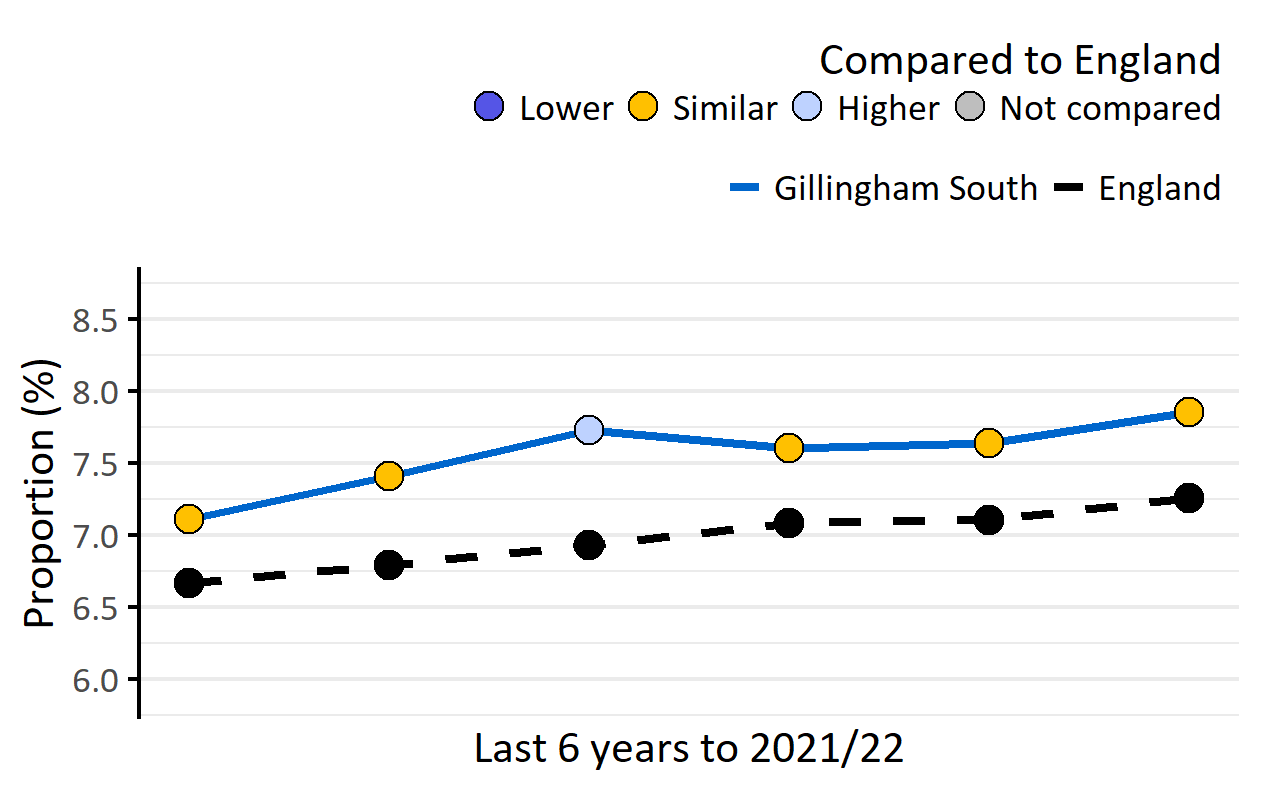 Compared to England
Lower Similar Higher Not compared
Gillingham South England
Proportion (%)
8.5
8.0
7.5
7.0
6.5
6.0
Last 6 years to 2021/22